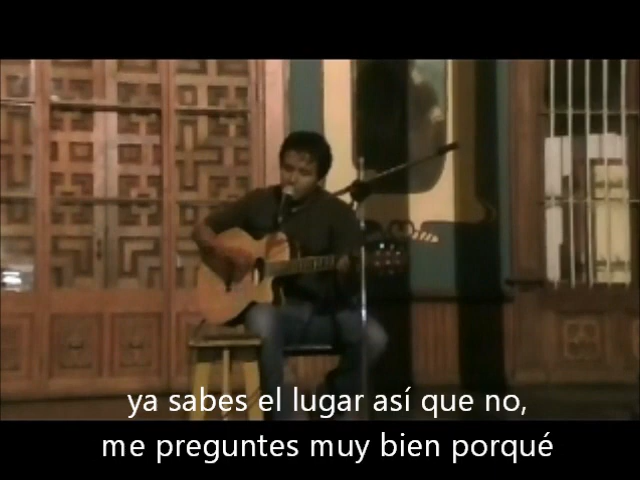 ya sabes el lugar así que no,
me preguntes muy bien porqué